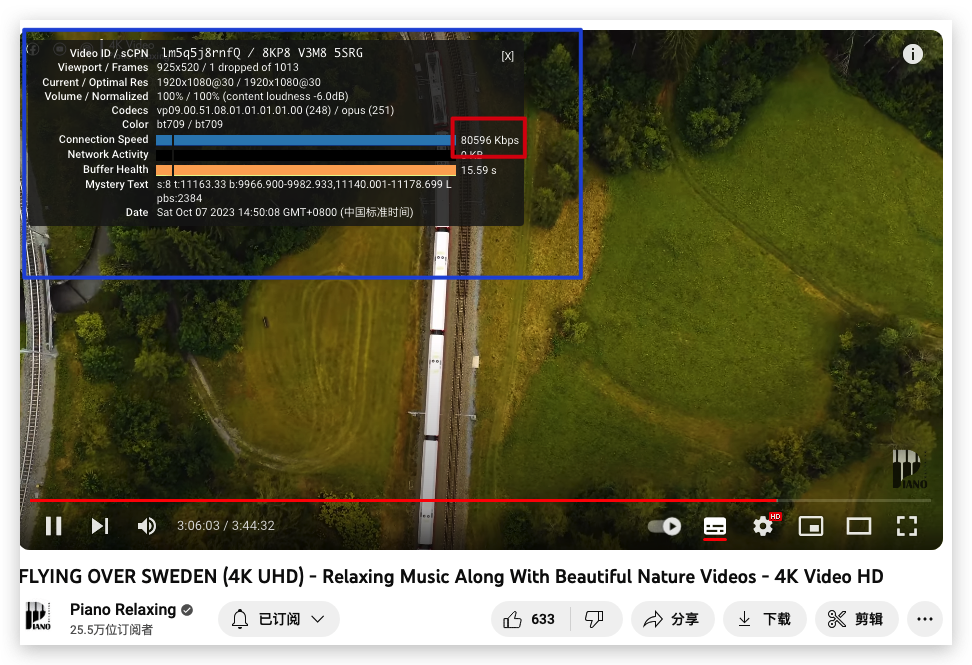 Video ID / sCPN lm5q5j8rnfQ / 8KP8 V3M8 5SRG [X]
Viewport / Frames 925x520 / 1 dropped of 1013
Current / Optimal Res 1920x1080@30 / 1920x1080@30
Volume / Normalized 100% / 100% (content loudness -6.0dB)
Codecs vp09.00.51.08.01.01.01.01.00 (248) / opus (251)
Color bt709 / bt709
Connection Speed 80596 Kbps
Network Activity 0 KB
Buffer Health 15.59 s
Mystery Text s:8 t:11163.33 b:9966.900-9982.933,11140.001-11178.699 L
pbs:2384
Date Sat Oct 07 2023 14:50:08 GMT+0800 (中国标准时间)
PIANO
HD
3:06:03 / 3:44:32
FLYING OVER SWEDEN (4K UHD) - Relaxing Music Along With Beautiful Nature Videos - 4K Video HD
PIANO
Piano Relaxing
25.5万位订阅者
已订阅
633
分享
下载
剪辑